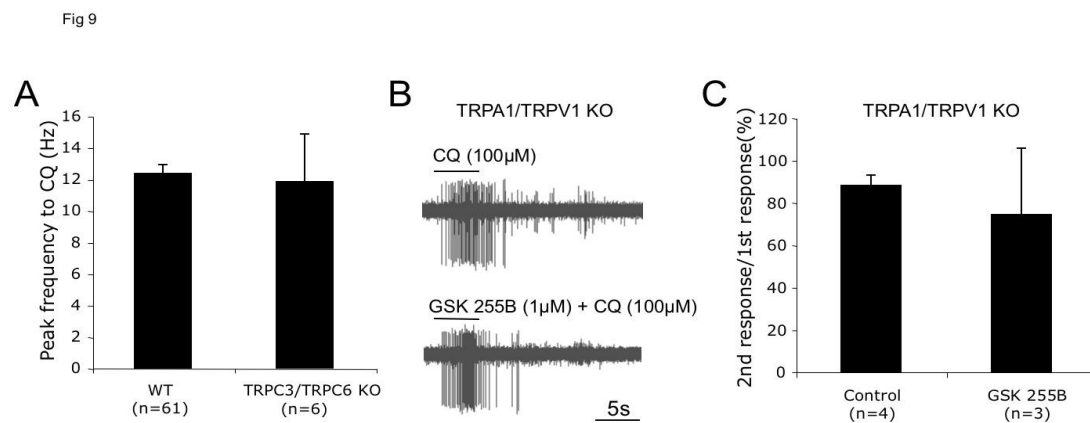 Fig 9
A
Peak frequency to CQ (Hz)
16
14
12
10
8
6
4
2
0
WT
(n=61)
TRPC3/TRPC6 KO
(n=6)
B
TRPA1/TRPV1 KO
CQ (100µM)
GSK 255B (1µM) + CQ (100µM)
5s
C
TRPA1/TRPV1 KO
2nd response/1st response(%)
120
100
80
60
40
20
0
Control
(n=4)
GSK 255B
(n=3)